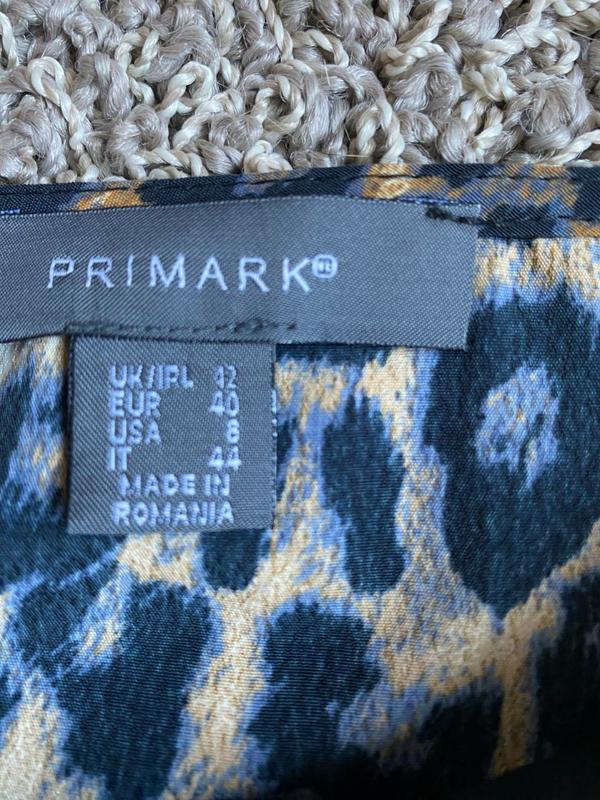 PRIMARK®
UK/IRL 12
EUR 40
USA 8
IT 44
MADE IN
ROMANIA